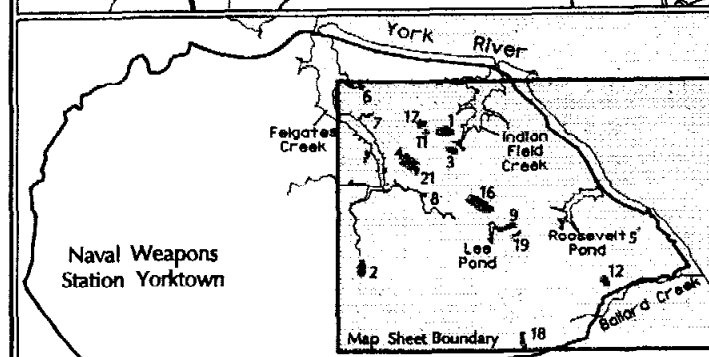 York River
6
7
17
1
11
Felgates
Creek
Indian
Field
Creek
3
4
21
8
16
9
19
Lee
Pond
Roosevelt
Pond
5
Naval Weapons
Station Yorktown
2
12
Ballard Creek
Map Sheet Boundary
18